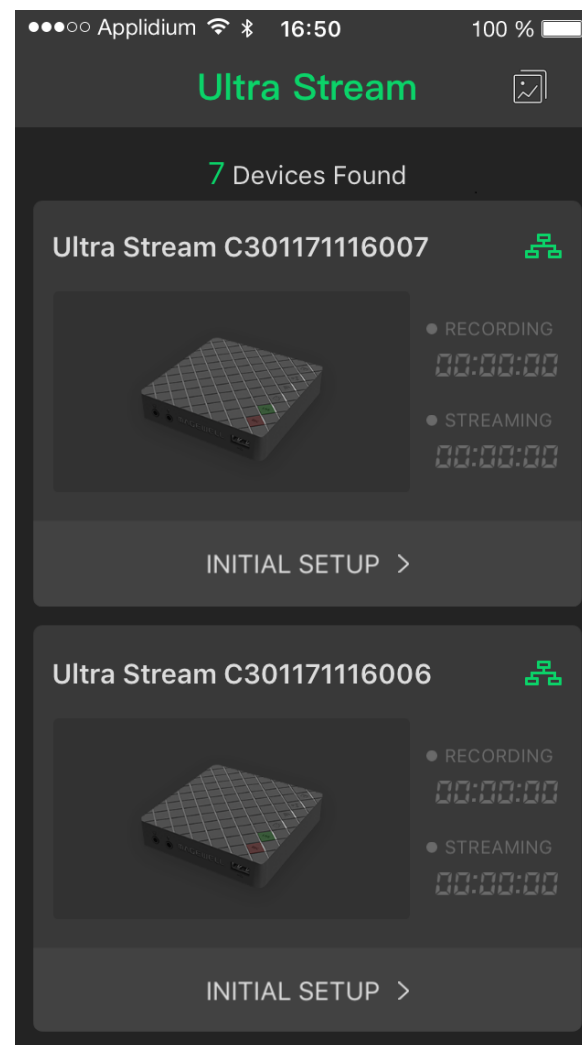 Applidium 16:50 100 %
Ultra Stream
7 Devices Found
Ultra Stream C301171116007
RECORDING
00:00:00
STREAMING
00:00:00
INITIAL SETUP >
Ultra Stream C301171116006
RECORDING
00:00:00
STREAMING
00:00:00
INITIAL SETUP >